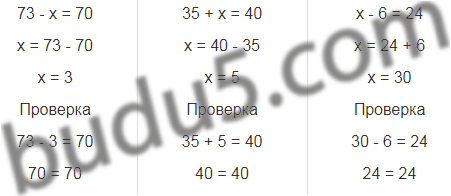 73 - x = 70
x = 73 - 70
x = 3
Проверка
73 - 3 = 70
70 = 70
35 + x = 40
x = 40 - 35
x = 5
Проверка
35 + 5 = 40
40 = 40
x - 6 = 24
x = 24 + 6
x = 30
Проверка
30 - 6 = 24
24 = 24
budu5.com